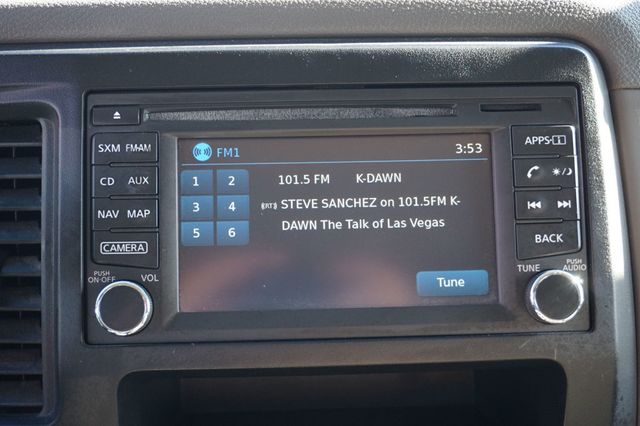 SXM FM·AM
CD AUX
NAV MAP
CAMERA
PUSH
ON·OFF
VOL
FM1 3:53
1 2
3 4
5 6
101.5 FM K-DAWN
RT STEVE SANCHEZ on 101.5FM K-
DAWN The Talk of Las Vegas
Tune
APPS·
BACK
TUNE
PUSH
AUDIO